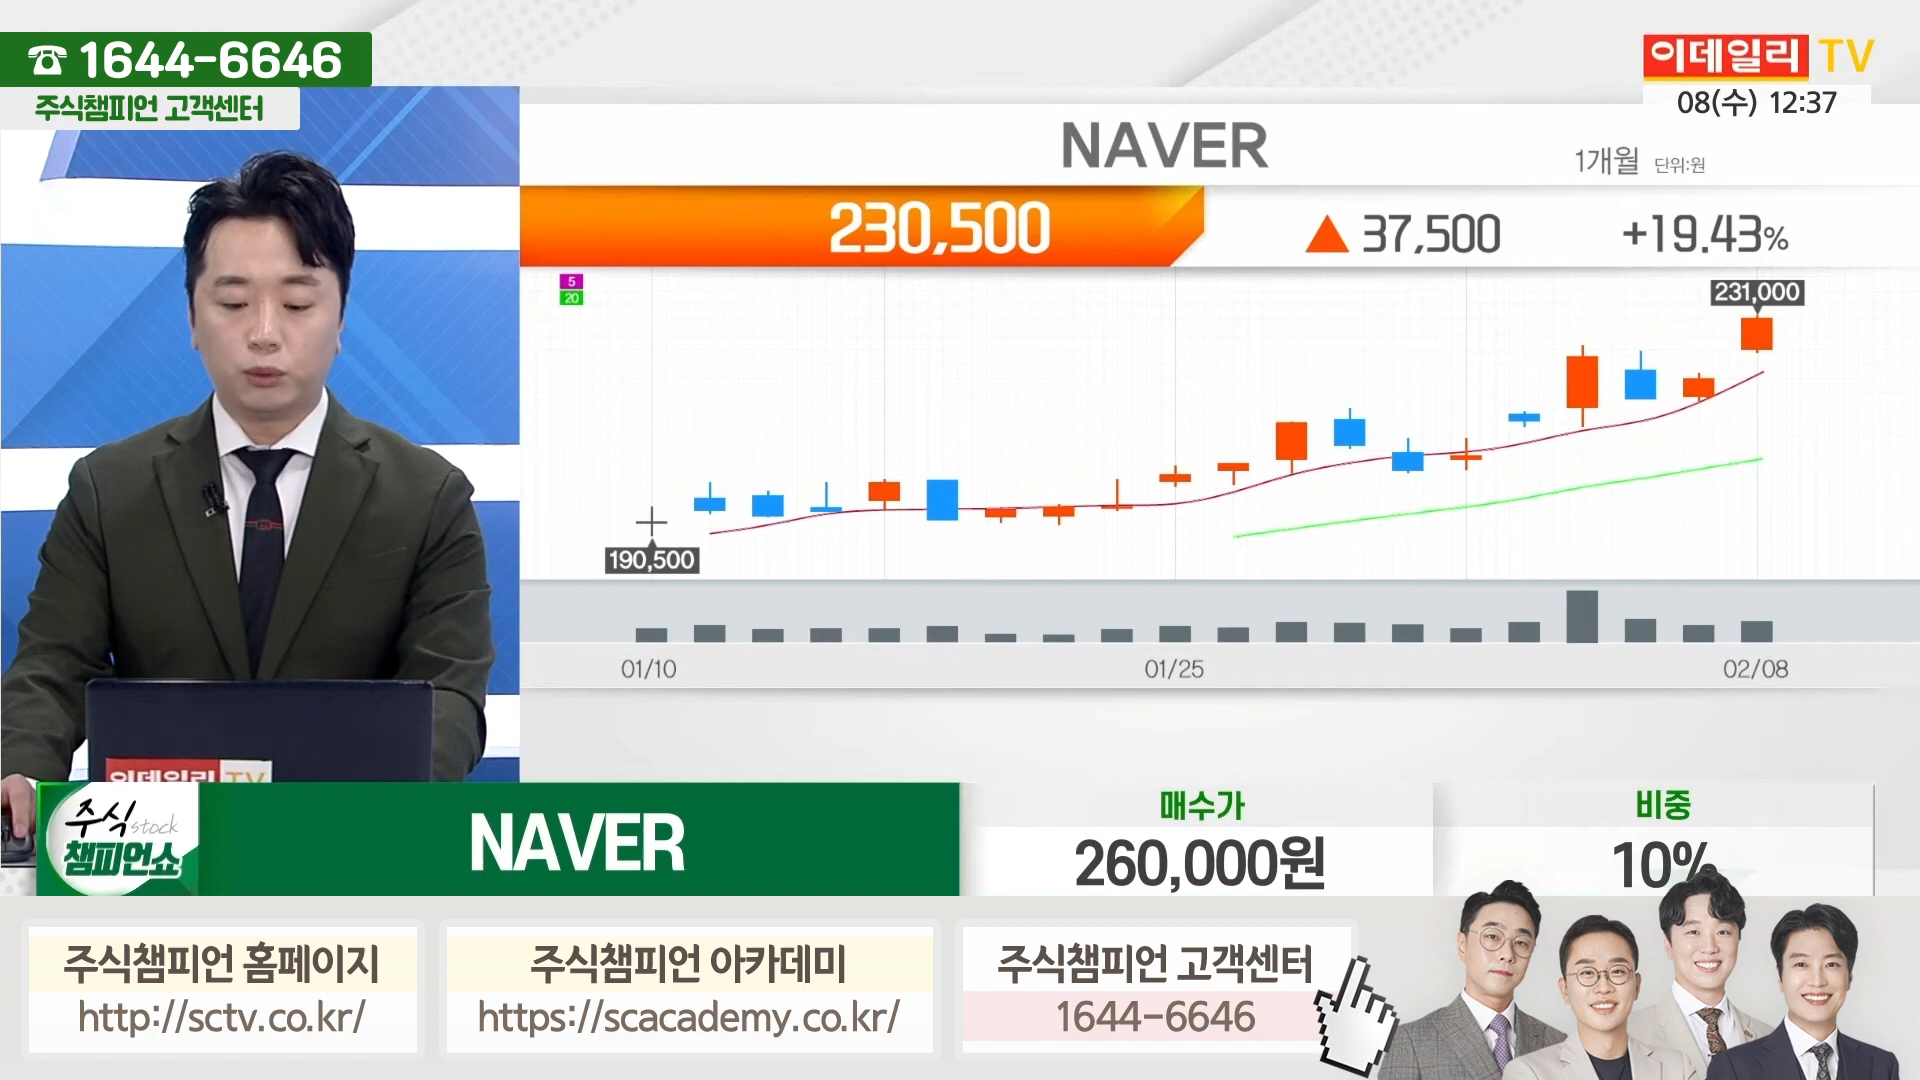 ☎ 1644-6646
주식챔피언 고객센터
이데일리 TV
08(수) 12:37
NAVER
1개월 단위:원
230,500
▲ 37,500
+19.43%
5
20
231,000
190,500
01/10
01/25
02/08
이데일리 TV
주식 stock
챔피언쇼
NAVER
매수가
260,000원
비중
10%
주식챔피언 홈페이지
http://sctv.co.kr/
주식챔피언 아카데미
https://scacademy.co.kr/
주식챔피언 고객센터
1644-6646